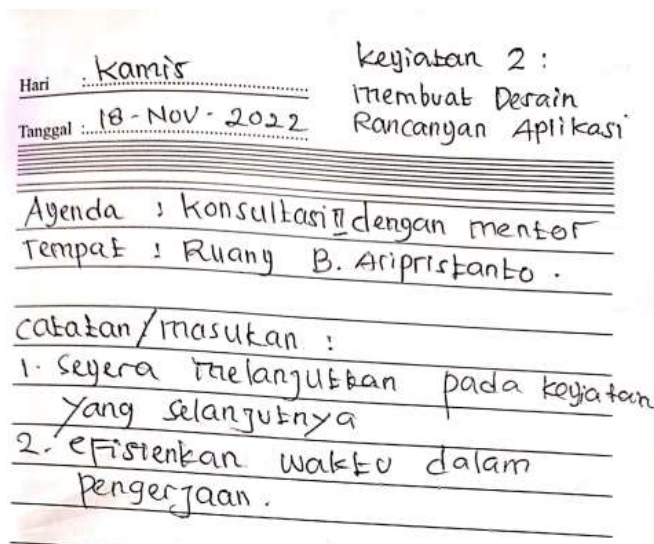 Hari : Kamis
Tanggal : 18 - Nov - 2022
kegiatan 2 :
membuat Desain
Rancangan Aplikasi
Agenda : Konsultasi II dengan mentor
Tempat : Ruang B. Aripristanto .
catatan / masukan :
1. Segera melanjutkan pada kegiatan
yang selanjutnya
2. efisienkan waktu dalam
pengerjaan .